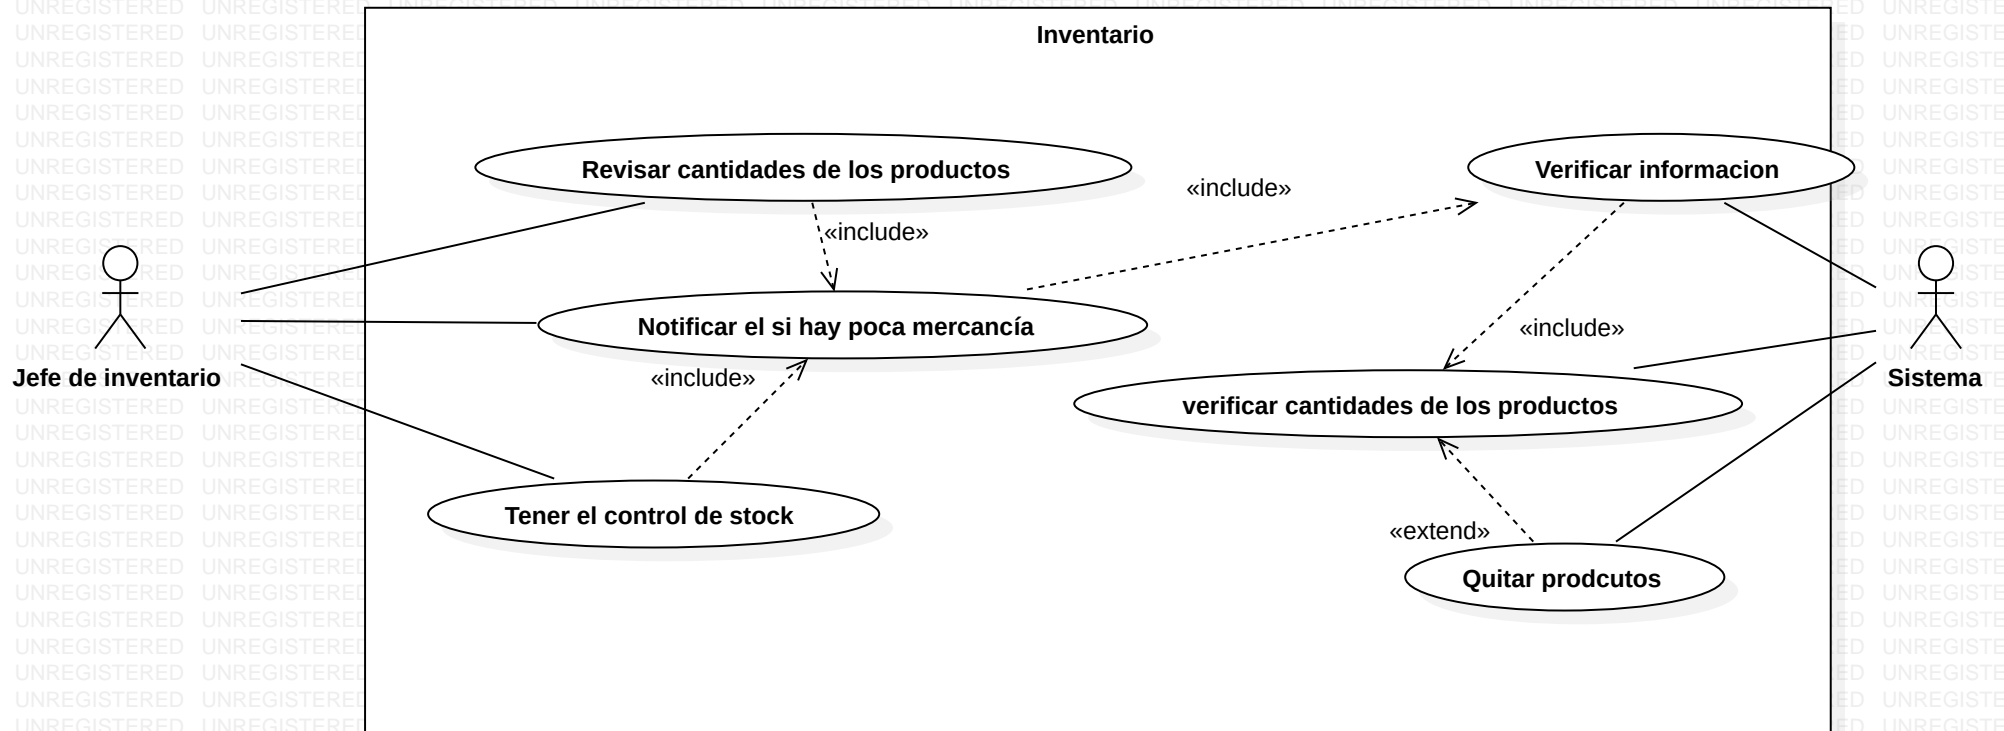 Inventario
Revisar cantidades de los productos
Verificar informacion
«include»
«include»
Notificar el si hay poca mercancía
«include»
«include»
Jefe de inventario
Sistema
verificar cantidades de los productos
Tener el control de stock
«extend»
Quitar prodcutos
UNREGISTERED